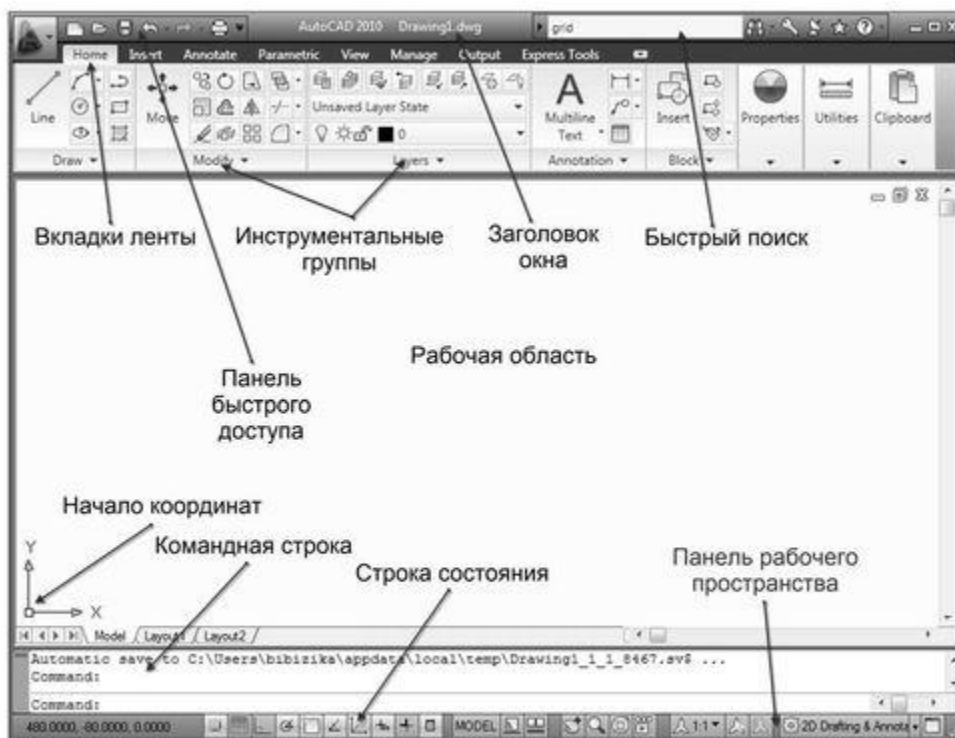 AutoCAD 2010 Drawing1.dwg grid
Home Insert Annotate Parametric View Manage Output Express Tools
Line Move Unsaved Layer State Multiline Text Insert Properties Utilities Clipboard
0
Draw Modify Layers Annotation Block
Вкладки ленты
Инструментальные
группы
Заголовок
окна
Быстрый поиск
Рабочая область
Панель
быстрого
доступа
Начало координат
Командная строка
Строка состояния
Панель рабочего
пространства
Y
X
Model Layout1 Layout2
Automatic save to C:\Users\bibizika\appdata\local\temp\Drawing1_1_1_8467.sv$ ...
Command:
Command:
480.0000, -80.0000, 0.0000 MODEL 1:1 2D Drafting & Annota